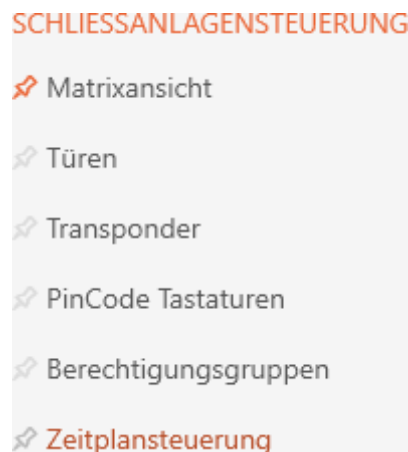 SCHLIESSANLAGENSTEUERUNG
Matrixansicht
Türen
Transponder
PinCode Tastaturen
Berechtigungsgruppen
Zeitplansteuerung